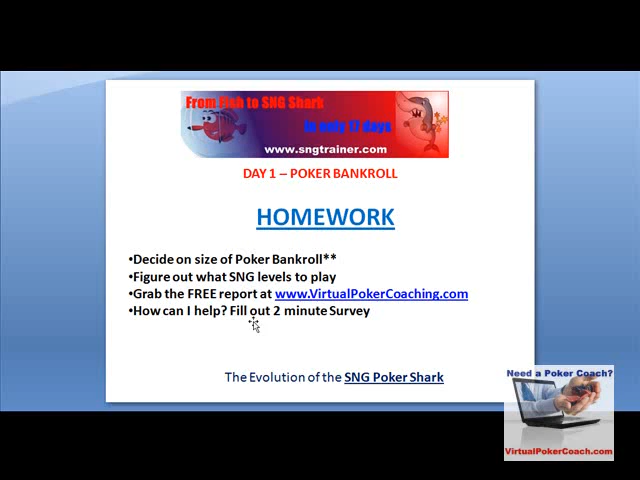 From Fish to SNG Shark
In only 17 days
www.sngtrainer.com
DAY 1 – POKER BANKROLL
HOMEWORK
•Decide on size of Poker Bankroll**
•Figure out what SNG levels to play
•Grab the FREE report at www.VirtualPokerCoaching.com
•How can I help? Fill out 2 minute Survey
The Evolution of the SNG Poker Shark
Need a Poker Coach?
VirtualPokerCoach.com